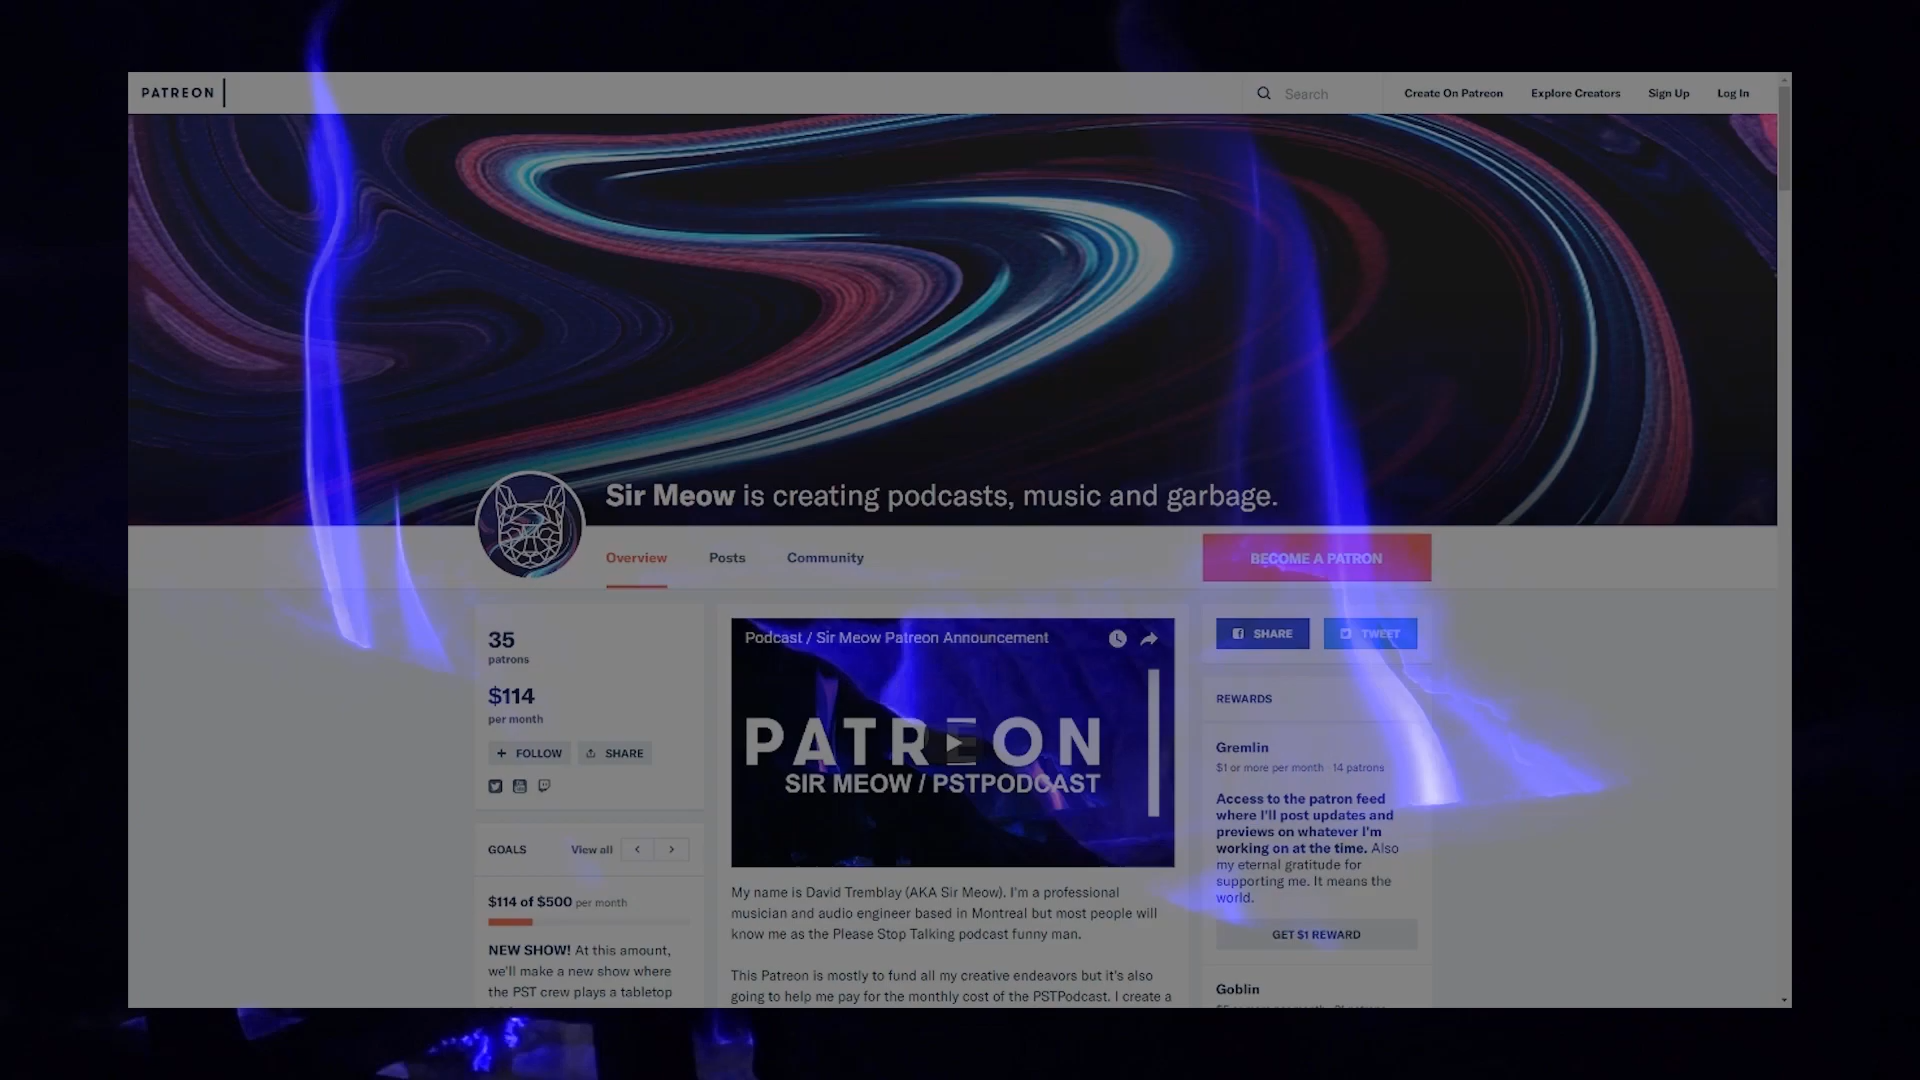 PATREON
Search
Create On Patreon
Explore Creators
Sign Up
Log In
Sir Meow is creating podcasts, music and garbage.
Overview
Posts
Community
BECOME A PATRON
35
patrons
$114
per month
FOLLOW
SHARE
GOALS
View all
$114 of $500 per month
NEW SHOW! At this amount,
we'll make a new show where
the PST crew plays a tabletop
Podcast / Sir Meow Patreon Announcement
PATREON
SIR MEOW / PSTPODCAST
My name is David Tremblay (AKA Sir Meow). I'm a professional
musician and audio engineer based in Montreal but most people will
know me as the Please Stop Talking podcast funny man.
This Patreon is mostly to fund all my creative endeavors but it's also
going to help me pay for the monthly cost of the PSTPodcast. I create a
SHARE
TWEET
REWARDS
Gremlin
$1 or more per month · 14 patrons
Access to the patron feed
where I'll post updates and
previews on whatever I'm
working on at the time. Also
my eternal gratitude for
supporting me. It means the
world.
GET $1 REWARD
Goblin